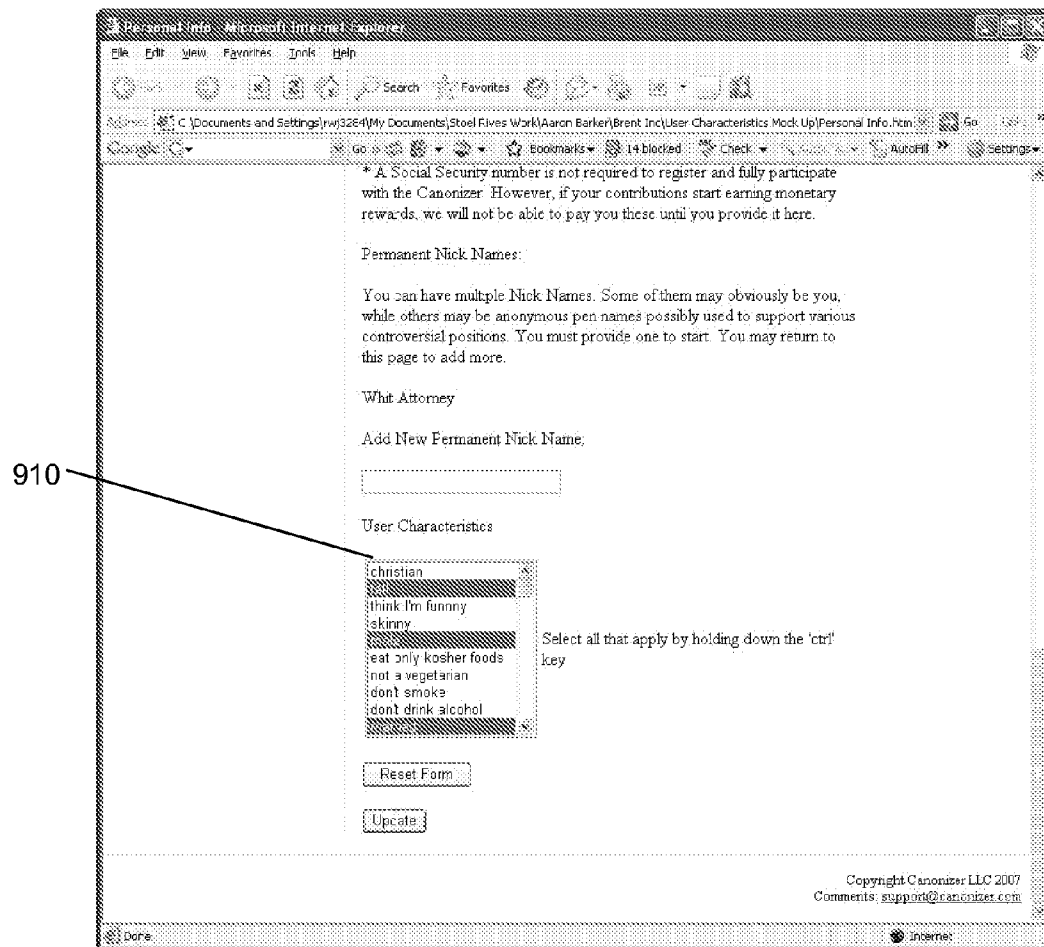 Personal Info - Microsoft Internet Explorer
File Edit View Favorites Tools Help
Search Favorites
Address C:\Documents and Settings\rwj3284\My Documents\Stoel Rives Work\Aaron Barker\Brent Inc\User Characteristics Mock Up\Personal Info.htm Go
Google G Go Bookmarks 14 blocked Check AutoFill Settings
* A Social Security number is not required to register and fully participate
with the Canonizer. However, if your contributions start earning monetary
rewards, we will not be able to pay you these until you provide it here.
Permanent Nick Names:
You can have multple Nick Names. Some of them may obviously be you,
while others may be anonymous pen names possibly used to support various
controversial positions. You must provide one to start. You may return to
this page to add more.
Whit Attorney
Add New Permanent Nick Name;
910
User Characteristics
christian
think I'm funnny
skinny
eat only kosher foods
not a vegetarian
don't smoke
don't drink alcohol
Select all that apply by holding down the 'ctrl'
key
Reset Form
Update
Copyright Canonizer LLC 2007
Comments: support@canonizer.com
Done
Internet